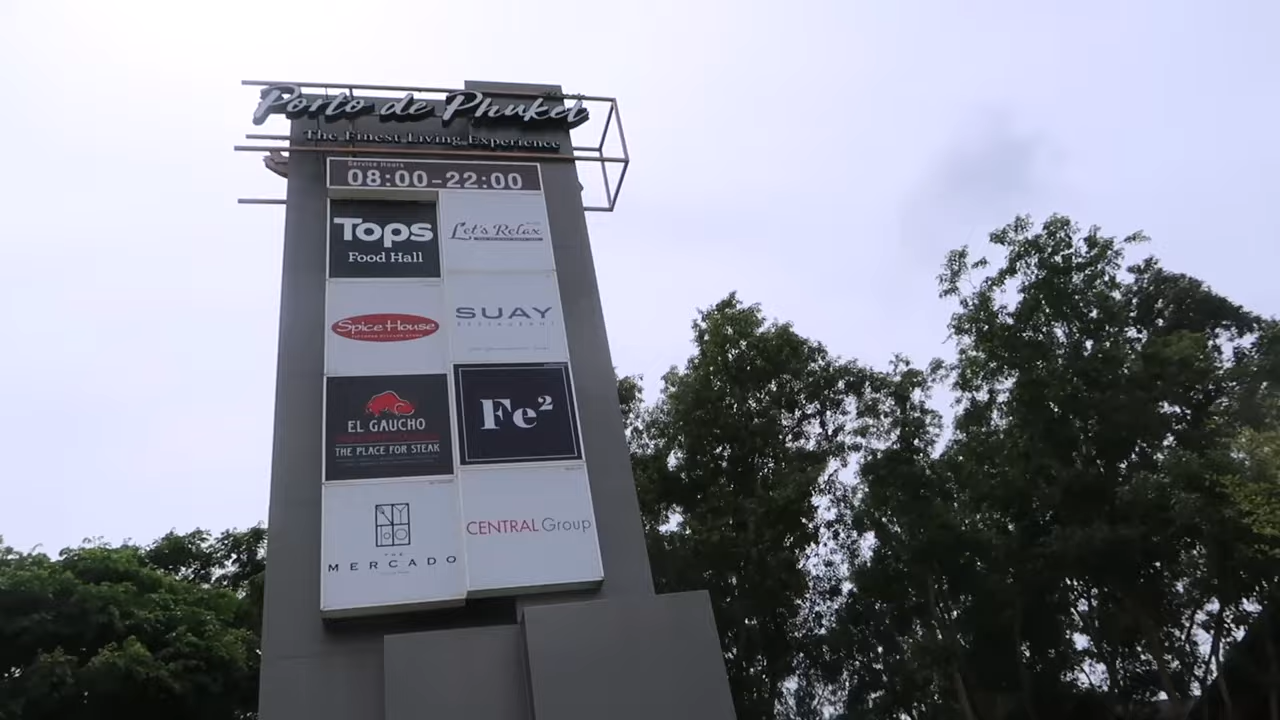 Porto de Phuket
The Finest Living Experience
Service Hours
08:00-22:00
Tops
Food Hall
Let's Relax
Spice House
SUAY
RESTAURANT
EL GAUCHO
THE PLACE FOR STEAK
Fe²
THE
MERCADO
CENTRAL Group